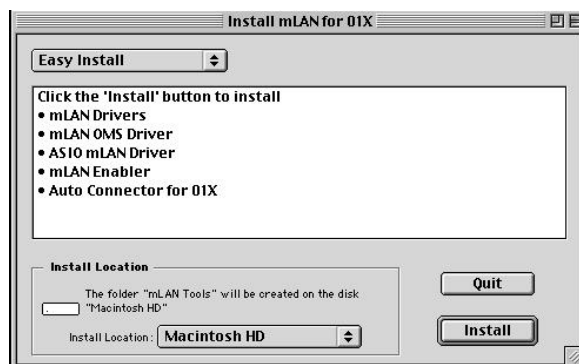 Install mLAN for 01X
Easy Install
Click the 'Install' button to install
• mLAN Drivers
• mLAN OMS Driver
• ASIO mLAN Driver
• mLAN Enabler
• Auto Connector for 01X
Install Location
The folder "mLAN Tools" will be created on the disk
"Macintosh HD"
Install Location: Macintosh HD
Quit
Install